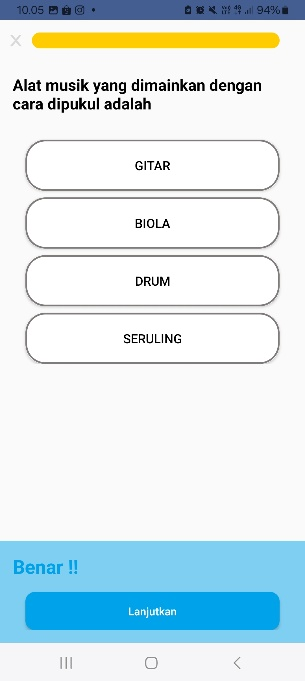 10.05
94%
Alat musik yang dimainkan dengan
cara dipukul adalah
GITAR
BIOLA
DRUM
SERULING
Benar !!
Lanjutkan